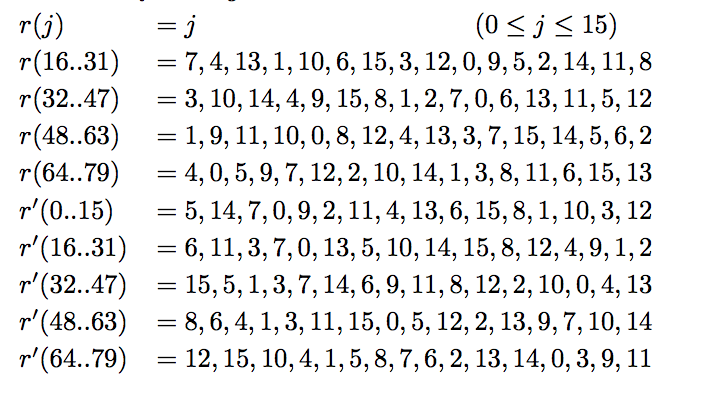 r(j) = j (0 ≤ j ≤ 15)
r(16..31) = 7, 4, 13, 1, 10, 6, 15, 3, 12, 0, 9, 5, 2, 14, 11, 8
r(32..47) = 3, 10, 14, 4, 9, 15, 8, 1, 2, 7, 0, 6, 13, 11, 5, 12
r(48..63) = 1, 9, 11, 10, 0, 8, 12, 4, 13, 3, 7, 15, 14, 5, 6, 2
r(64..79) = 4, 0, 5, 9, 7, 12, 2, 10, 14, 1, 3, 8, 11, 6, 15, 13
r′(0..15) = 5, 14, 7, 0, 9, 2, 11, 4, 13, 6, 15, 8, 1, 10, 3, 12
r′(16..31) = 6, 11, 3, 7, 0, 13, 5, 10, 14, 15, 8, 12, 4, 9, 1, 2
r′(32..47) = 15, 5, 1, 3, 7, 14, 6, 9, 11, 8, 12, 2, 10, 0, 4, 13
r′(48..63) = 8, 6, 4, 1, 3, 11, 15, 0, 5, 12, 2, 13, 9, 7, 10, 14
r′(64..79) = 12, 15, 10, 4, 1, 5, 8, 7, 6, 2, 13, 14, 0, 3, 9, 11